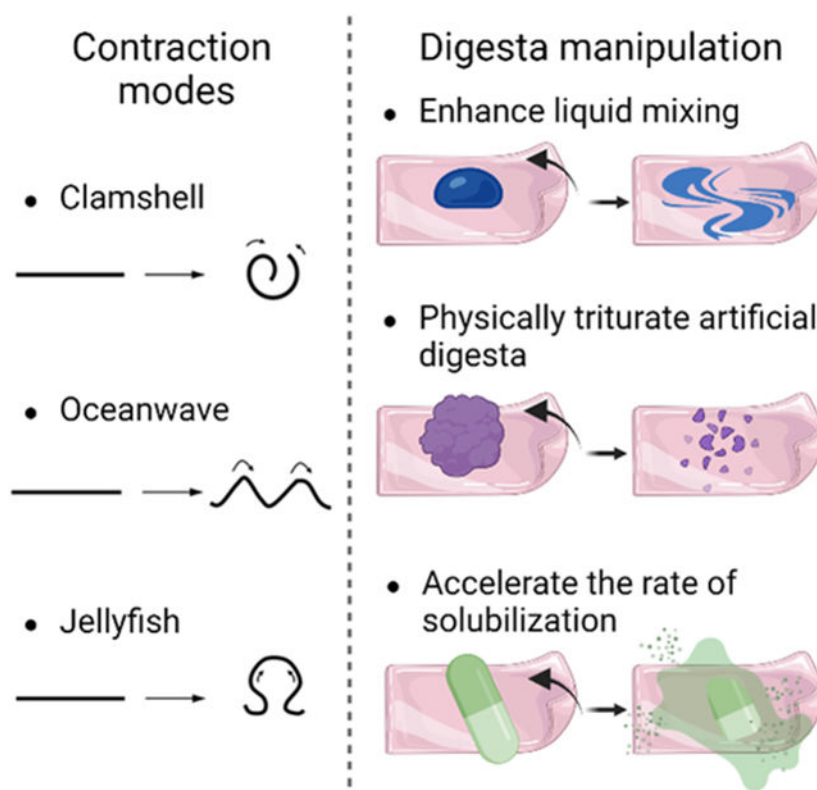 Contraction
modes
• Clamshell
• Oceanwave
• Jellyfish
Digesta manipulation
• Enhance liquid mixing
• Physically triturate artificial
digesta
• Accelerate the rate of
solubilization